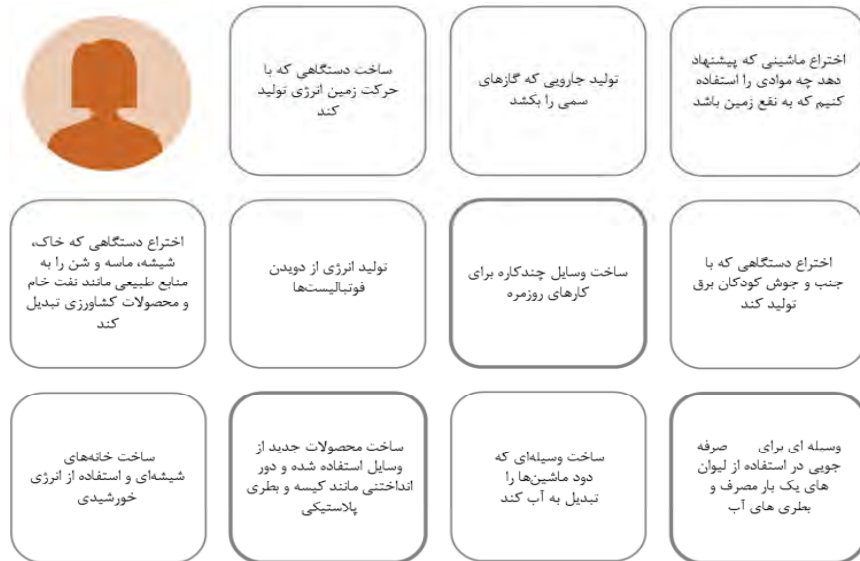 اختراع ماشینی که پیشنهاد
دهد چه موادی را استفاده
کنیم که به نفع زمین باشد
تولید جارویی که گازهای
سمی را بکشد
ساخت دستگاهی که با
حرکت زمین انرژی تولید
کند
اختراع دستگاهی که با
جنب و جوش کودکان برق
تولید کند
ساخت وسایل چندکاره برای
کارهای روزمره
تولید انرژی از دویدن
فوتبالیست‌ها
اختراع دستگاهی که خاک،
شیشه، ماسه و شن را به
منابع طبیعی مانند نفت خام
و محصولات کشاورزی تبدیل
کند
وسیله ای برای صرفه
جویی در استفاده از لیوان
های یک بار مصرف و
بطری های آب
ساخت وسیله‌ای که
دود ماشین‌ها را
تبدیل به آب کند
ساخت محصولات جدید از
وسایل استفاده شده و دور
انداختنی مانند کیسه و بطری
پلاستیکی
ساخت خانه‌های
شیشه‌ای و استفاده از انرژی
خورشیدی